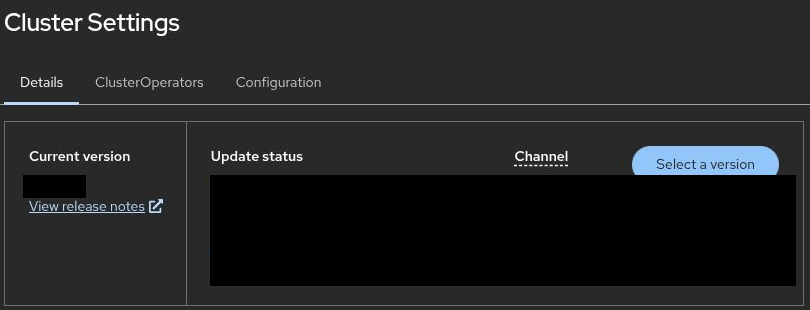 Cluster Settings
Details ClusterOperators Configuration
Current version Update status Channel Select a version
View release notes